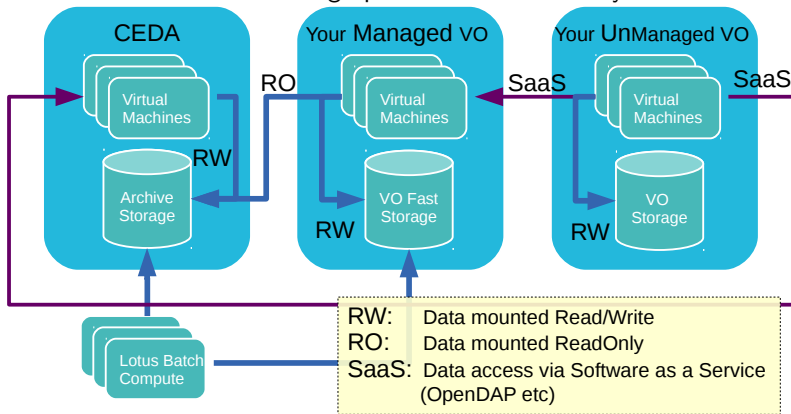 CEDA
Your Managed VO
Your UnManaged VO
Virtual
Machines
RO
Virtual
Machines
SaaS
Virtual
Machines
SaaS
RW
Archive
Storage
VO Fast
Storage
RW
VO
Storage
RW
Lotus Batch
Compute
RW: Data mounted Read/Write
RO: Data mounted ReadOnly
SaaS: Data access via Software as a Service
(OpenDAP etc)